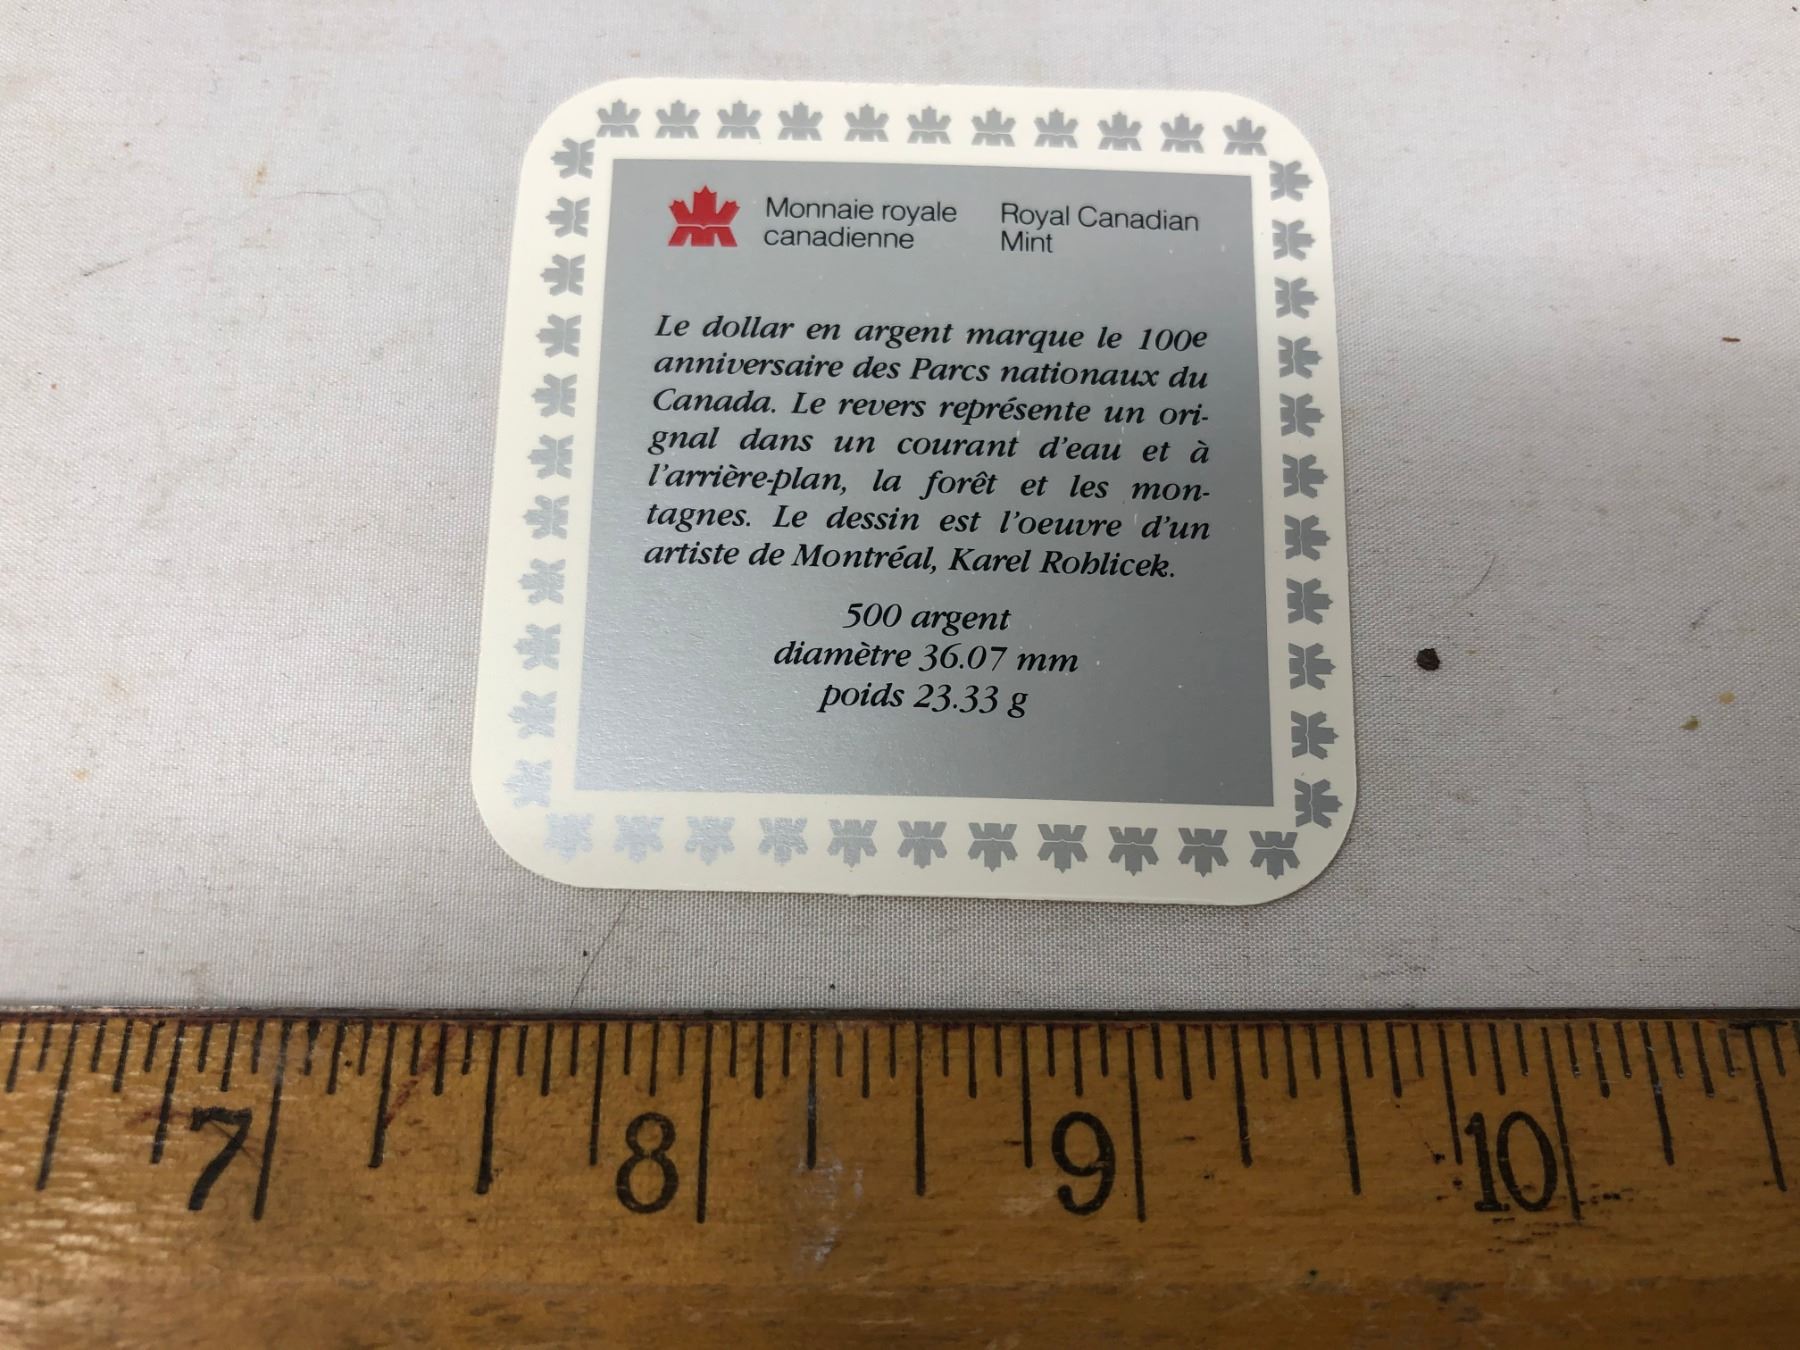 Monnaie royale canadienne
Royal Canadian Mint
Le dollar en argent marque le 100e
anniversaire des Parcs nationaux du
Canada. Le revers représente un ori-
gnal dans un courant d'eau et à
l'arrière-plan, la forêt et les mon-
tagnes. Le dessin est l'oeuvre d'un
artiste de Montréal, Karel Rohlicek.
500 argent
diamètre 36.07 mm
poids 23.33 g
7 8 9 10